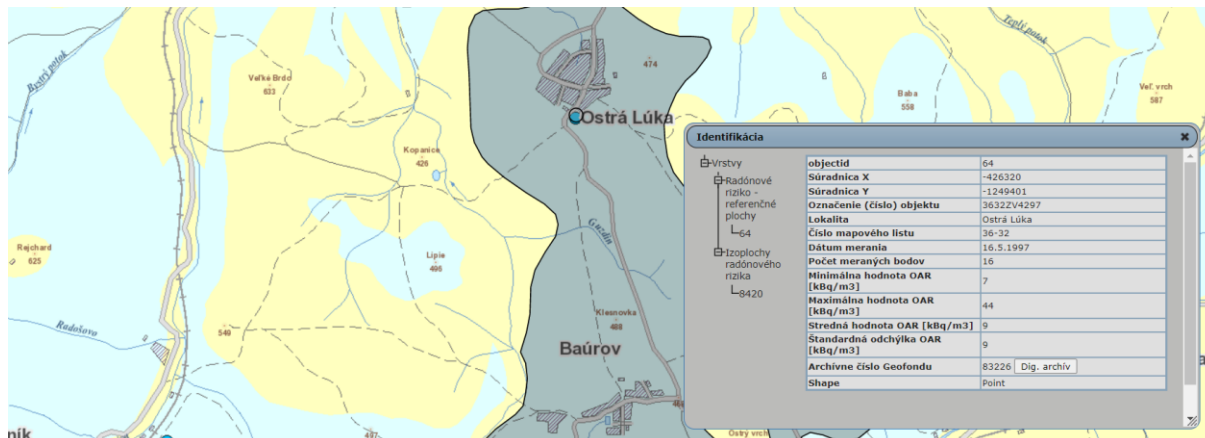 Bystrý potok
Veľké Brdo
633
474
Teplý potok
Baba
558
Veľ. vrch
587
Ostrá Lúka
Kopanice
426
Guzdin
Rejchard
625
Lipie
496
Radošova
549
Klesnovka
488
Baúrov
Ostrý vrch
487
ník
Identifikácia
Vrstvy
Radónové
riziko -
referenčné
plochy
64
Izoplochy
radónového
rizika
8420
objectid 64
Súradnica X -426320
Súradnica Y -1249401
Označenie (číslo) objektu 3632ZV4297
Lokalita Ostrá Lúka
Číslo mapového listu 36-32
Dátum merania 16.5.1997
Počet meraných bodov 16
Minimálna hodnota OAR
[kBq/m3] 7
Maximálna hodnota OAR
[kBq/m3] 44
Stredná hodnota OAR [kBq/m3] 9
Štandardná odchýlka OAR
[kBq/m3] 9
Archívne číslo Geofondu 83226 Dig. archív
Shape Point